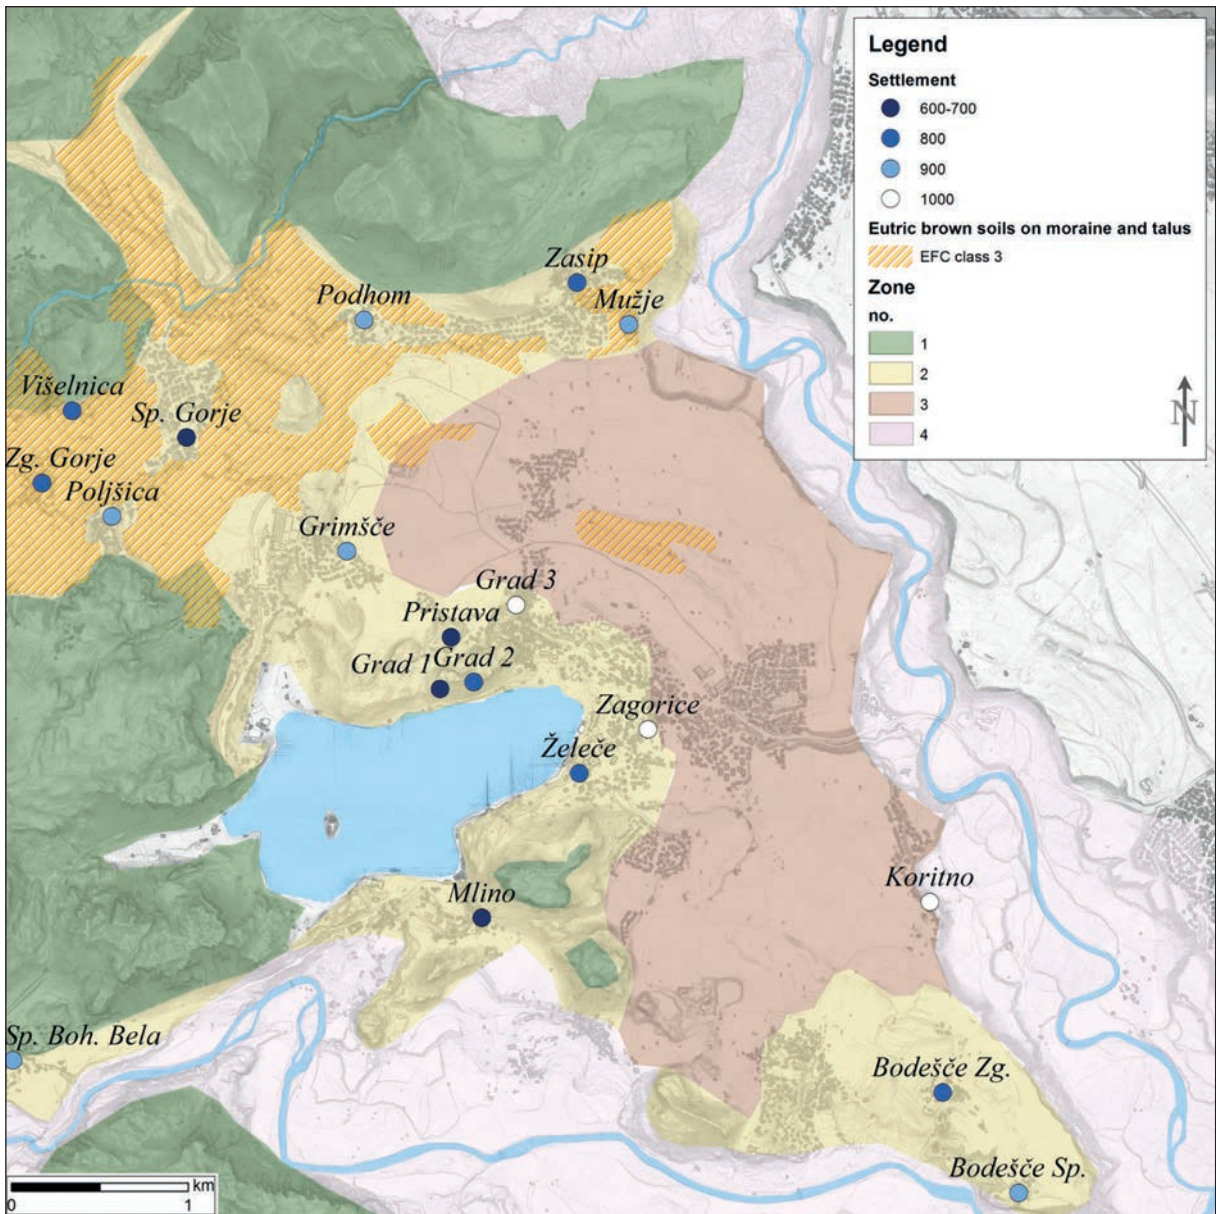 Legend
Settlement
600-700
800
900
1000
Eutric brown soils on moraine and talus
EFC class 3
Zone
no.
1
2
3
4
N
Zasip
Podhom
Mužje
Višelnica
Sp. Gorje
Zg. Gorje
Poljšica
Grimšče
Grad 3
Pristava
Grad 1
Grad 2
Zagorice
Želeče
Mlino
Koritno
Sp. Boh. Bela
Bodešče Zg.
Bodešče Sp.
km
0 1